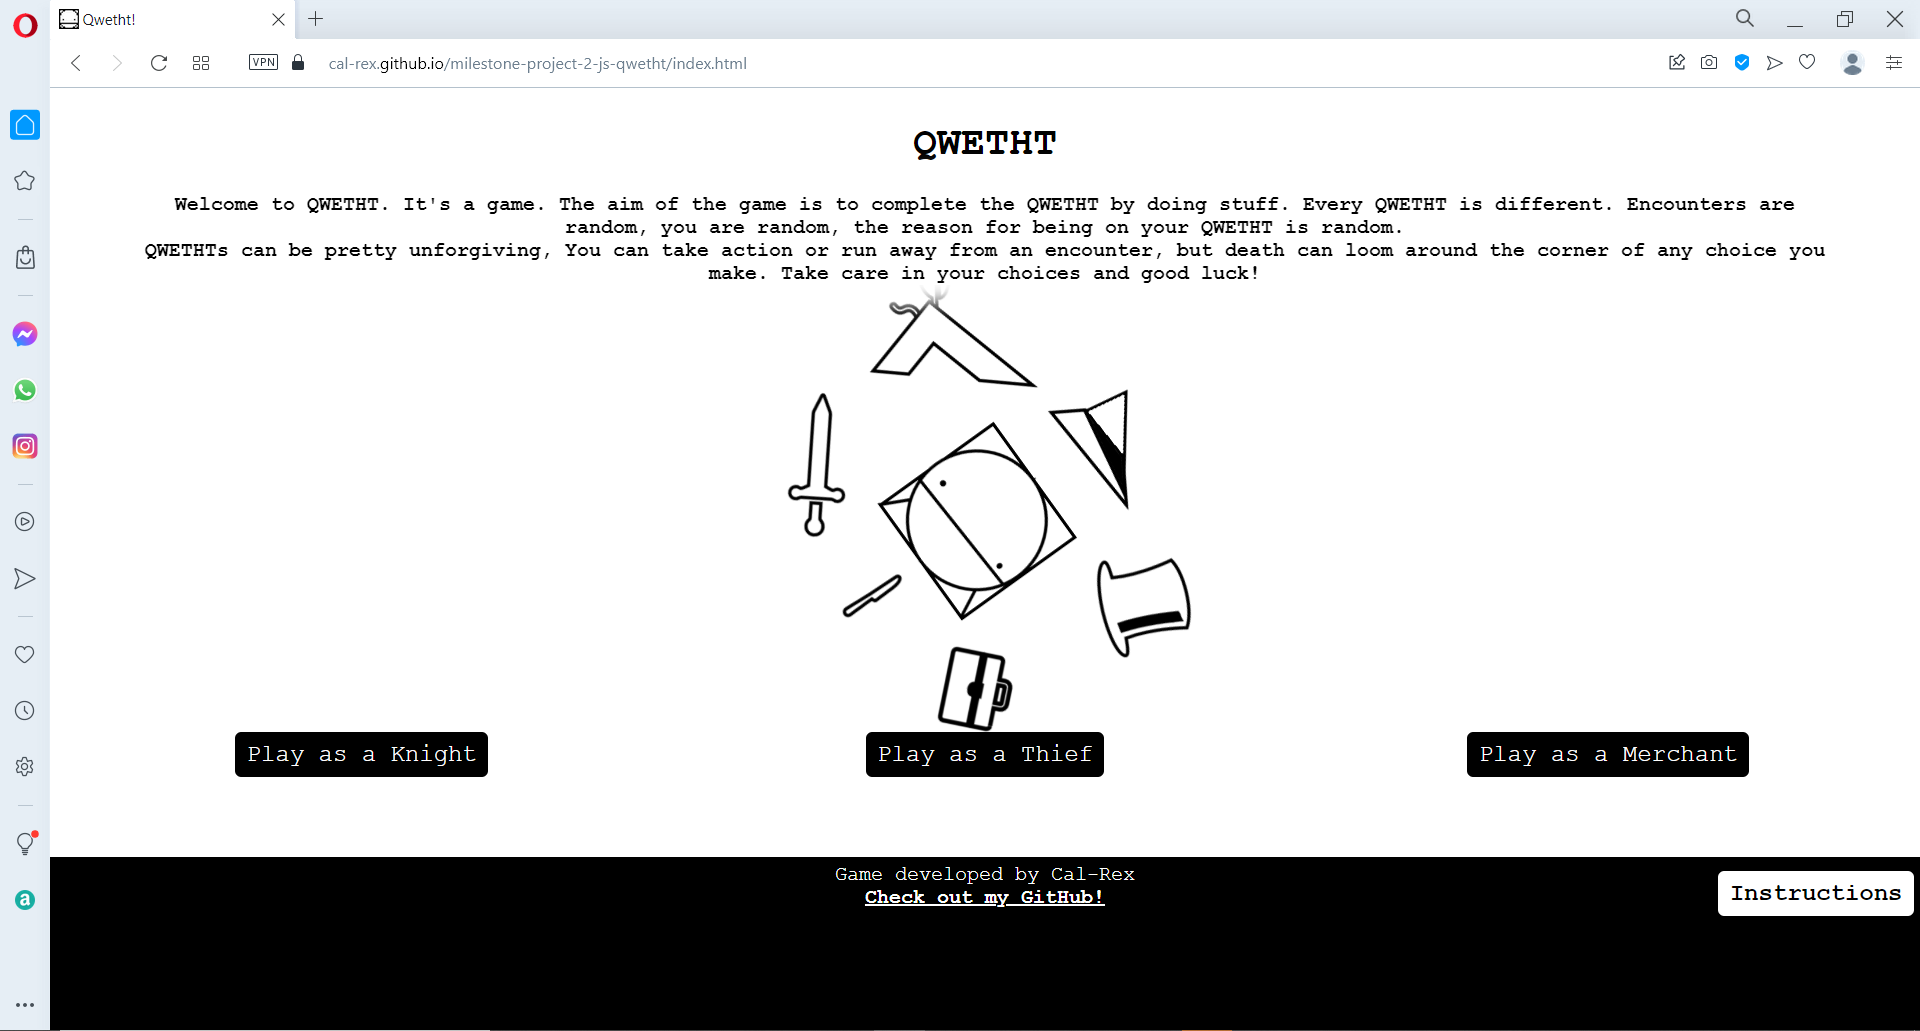 Qwetht!
VPN
cal-rex.github.io/milestone-project-2-js-qwetht/index.html
QWETHT
Welcome to QWETHT. It's a game. The aim of the game is to complete the QWETHT by doing stuff. Every QWETHT is different. Encounters are
random, you are random, the reason for being on your QWETHT is random.
QWETHTs can be pretty unforgiving, You can take action or run away from an encounter, but death can loom around the corner of any choice you
make. Take care in your choices and good luck!
Play as a Knight
Play as a Thief
Play as a Merchant
Game developed by Cal-Rex
Check out my GitHub!
Instructions
a